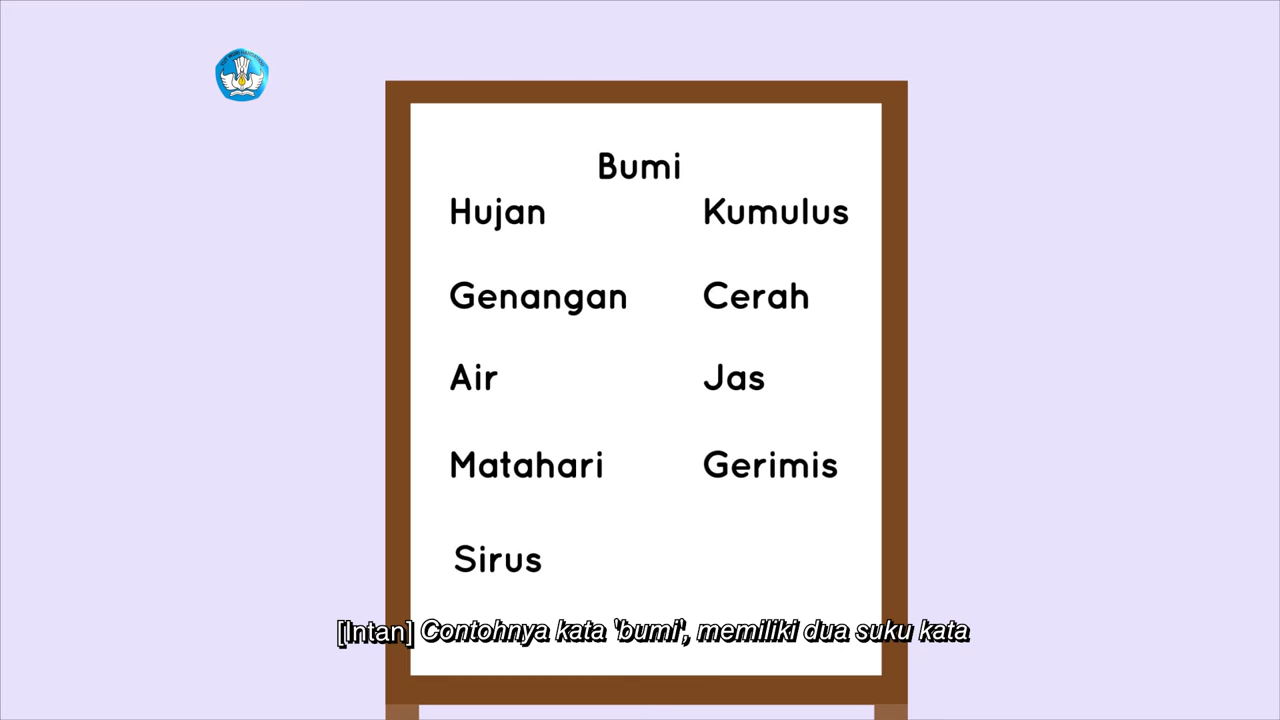 Bumi
Hujan Kumulus
Genangan Cerah
Air Jas
Matahari Gerimis
Sirus
[Intan] Contohnya kata 'bumi', memiliki dua suku kata